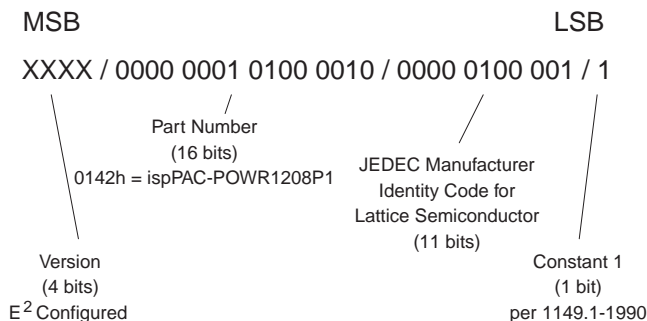 MSB LSB
XXXX / 0000 0001 0100 0010 / 0000 0100 001 / 1
Part Number
(16 bits)
0142h = ispPAC-POWR1208P1
JEDEC Manufacturer
Identity Code for
Lattice Semiconductor
(11 bits)
Version
(4 bits)
E² Configured
Constant 1
(1 bit)
per 1149.1-1990